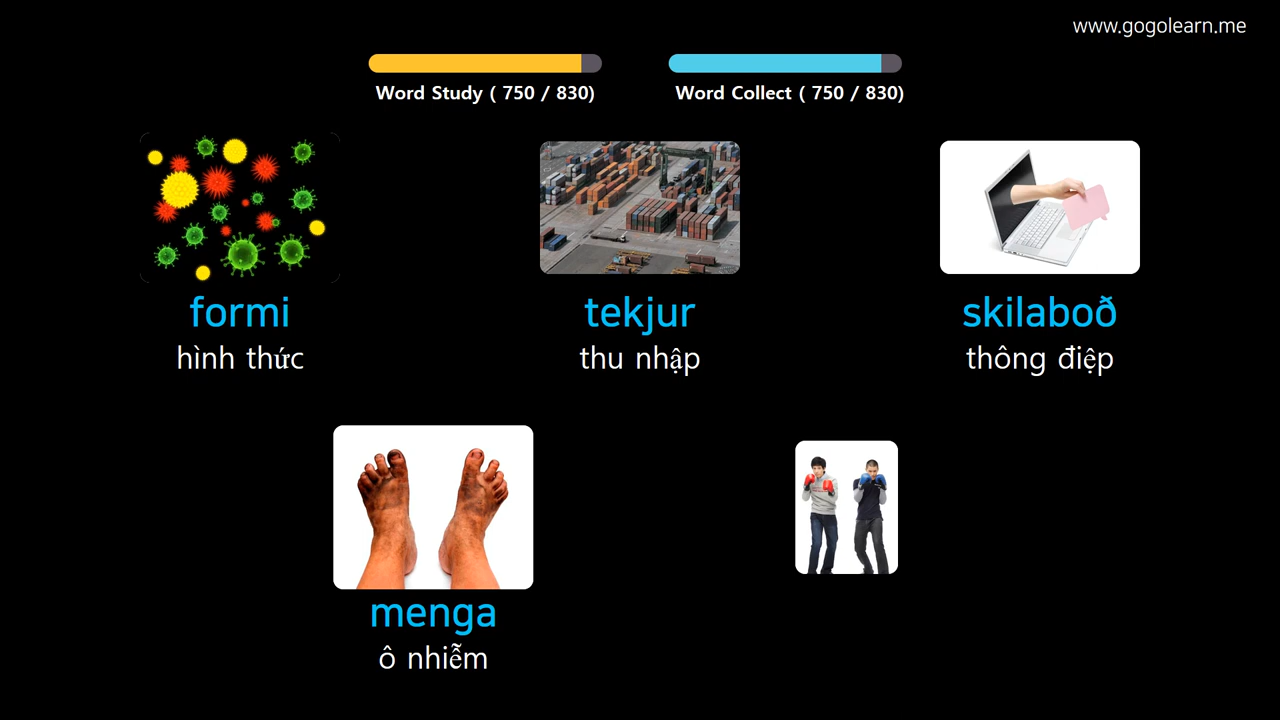 www.gogolearn.me
Word Study ( 750 / 830)
Word Collect ( 750 / 830)
formi
hình thức
tekjur
thu nhập
skilaboð
thông điệp
menga
ô nhiễm